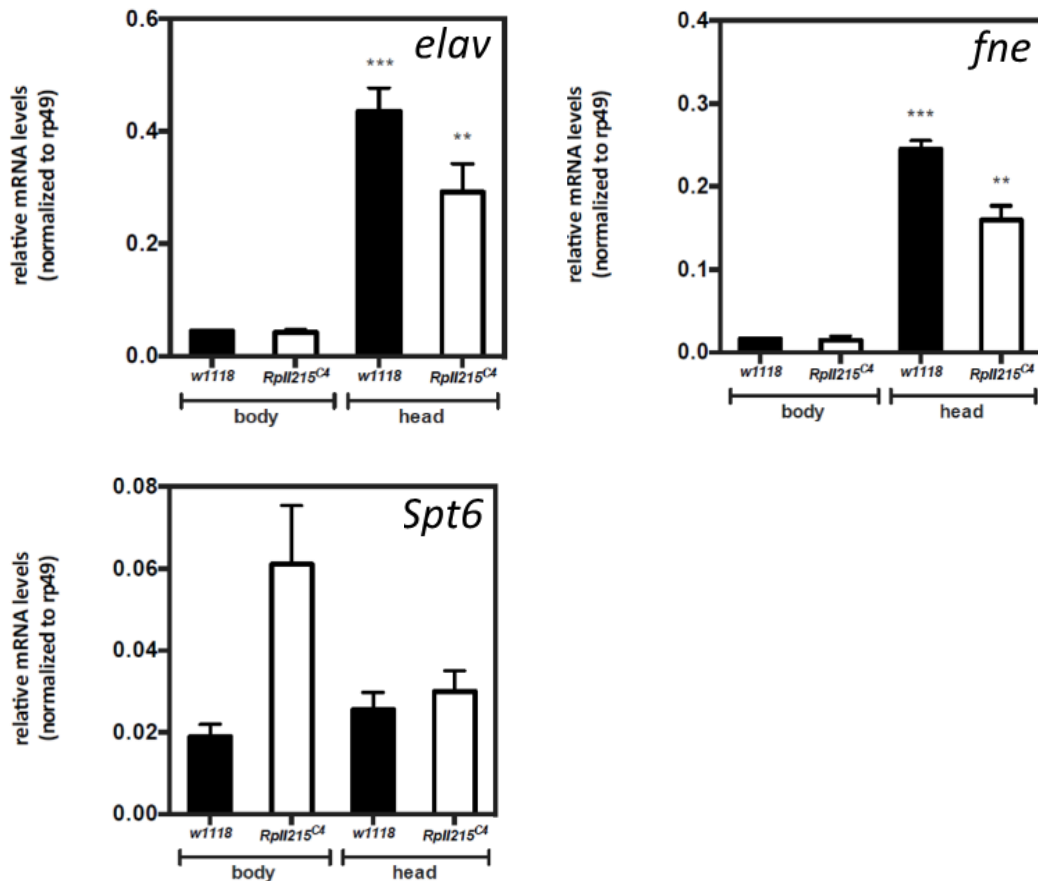 elav
relative mRNA levels
(normalized to rp49)
0.6
0.4
0.2
0.0
***
**
w1118
RpII215C4
w1118
RpII215C4
body
head
fne
relative mRNA levels
(normalized to rp49)
0.4
0.3
0.2
0.1
0.0
***
**
w1118
RpII215C4
w1118
RpII215C4
body
head
Spt6
relative mRNA levels
(normalized to rp49)
0.08
0.06
0.04
0.02
0.00
w1118
RpII215C4
w1118
RpII215C4
body
head